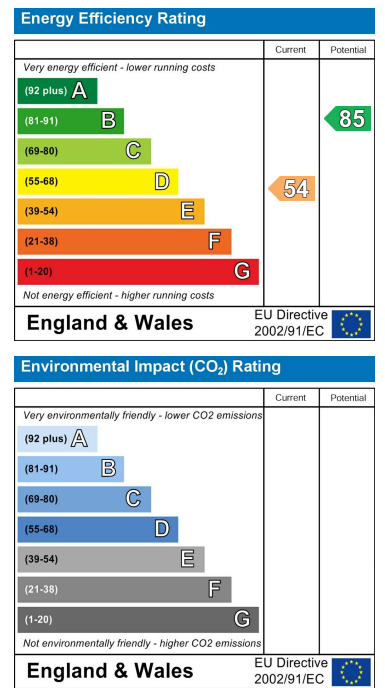 Energy Efficiency Rating
Current Potential
Very energy efficient - lower running costs
(92 plus) A
(81-91) B 85
(69-80) C
(55-68) D
54
(39-54) E
(21-38) F
(1-20) G
Not energy efficient - higher running costs
England & Wales EU Directive 2002/91/EC
Environmental Impact (CO2) Rating
Current Potential
Very environmentally friendly - lower CO2 emissions
(92 plus) A
(81-91) B
(69-80) C
(55-68) D
(39-54) E
(21-38) F
(1-20) G
Not environmentally friendly - higher CO2 emissions
England & Wales EU Directive 2002/91/EC